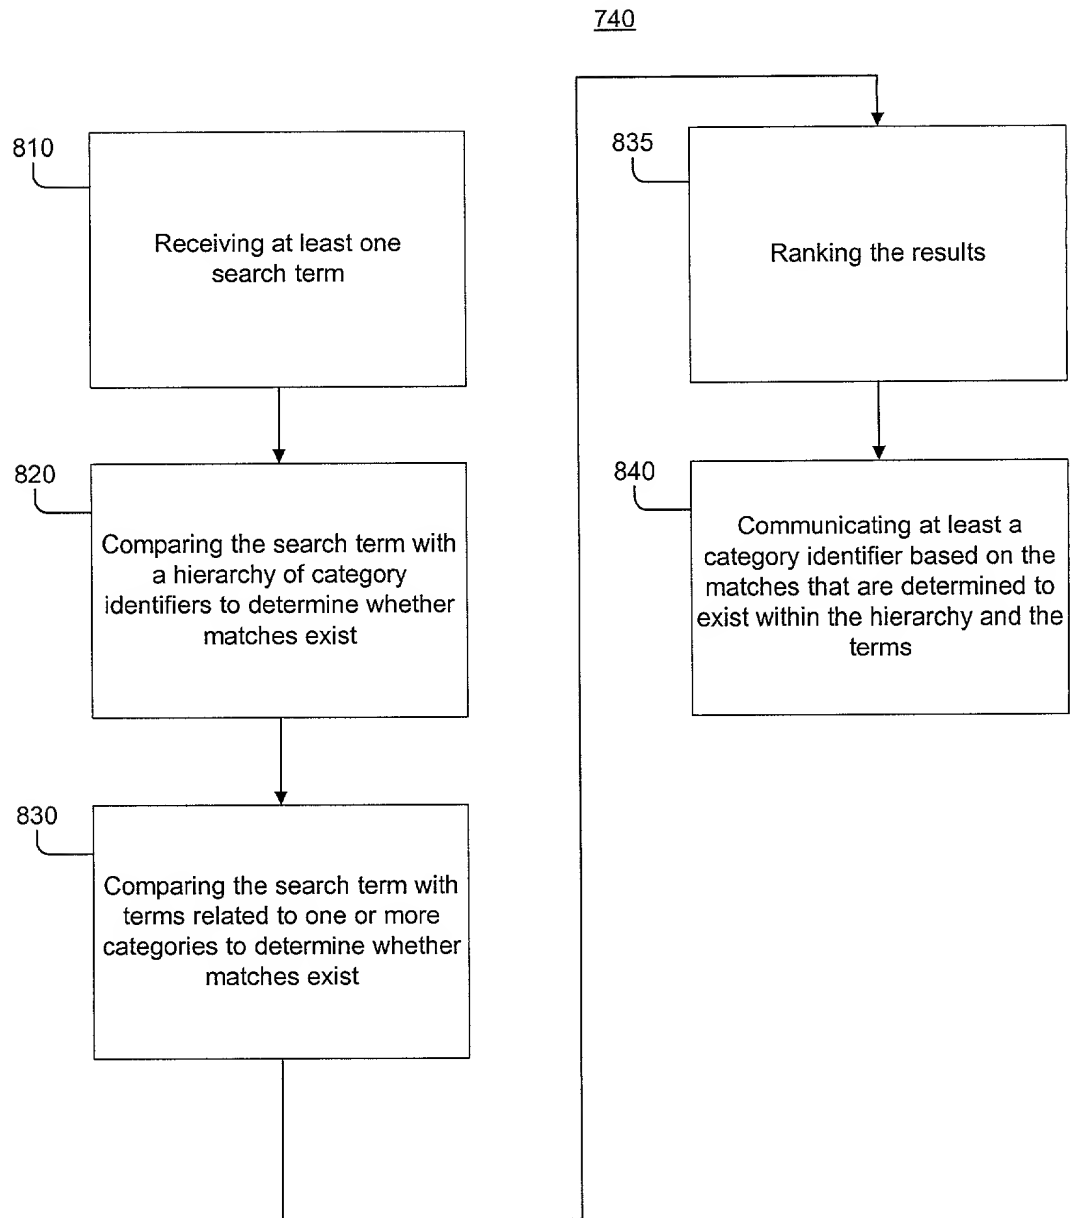 740
810
Receiving at least one
search term
820
Comparing the search term with
a hierarchy of category
identifiers to determine whether
matches exist
830
Comparing the search term with
terms related to one or more
categories to determine whether
matches exist
835
Ranking the results
840
Communicating at least a
category identifier based on the
matches that are determined to
exist within the hierarchy and the
terms